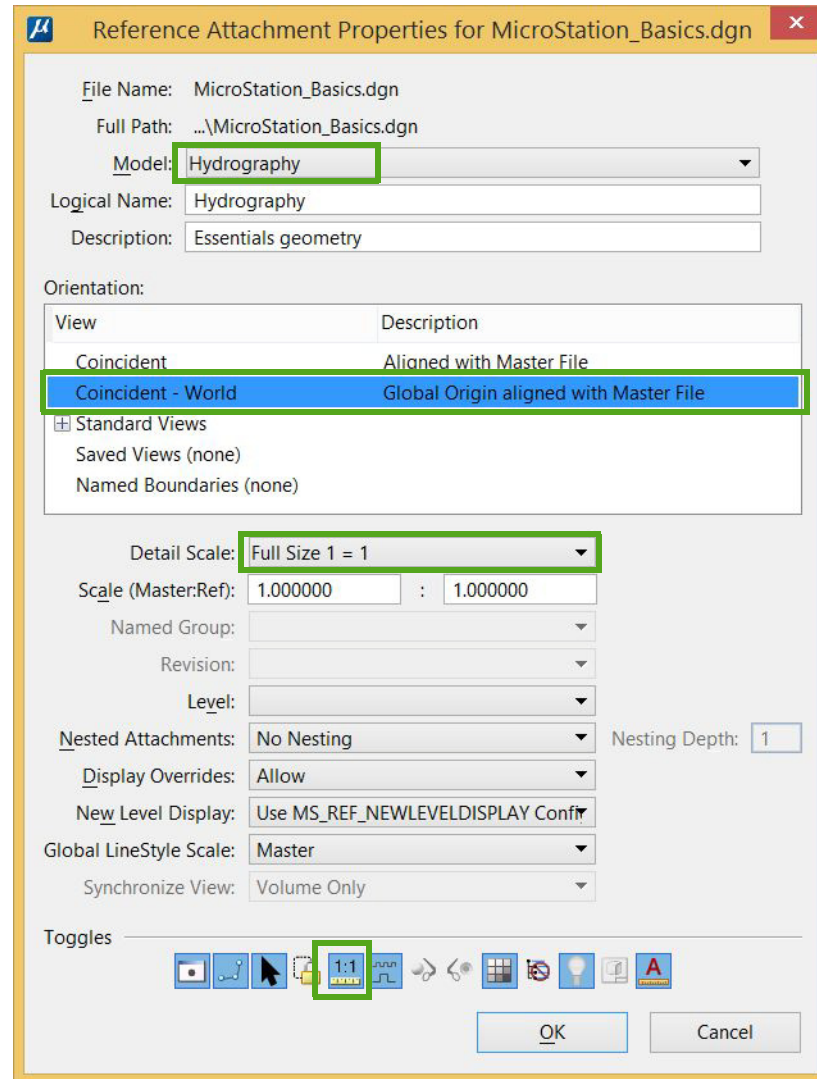 μ Reference Attachment Properties for MicroStation_Basics.dgn ×
File Name: MicroStation_Basics.dgn
Full Path: ...\MicroStation_Basics.dgn
Model: Hydrography
Logical Name: Hydrography
Description: Essentials geometry
Orientation:
View Description
Coincident Aligned with Master File
Coincident - World Global Origin aligned with Master File
Standard Views
Saved Views (none)
Named Boundaries (none)
Detail Scale: Full Size 1 = 1
Scale (Master:Ref): 1.000000 : 1.000000
Named Group:
Revision:
Level:
Nested Attachments: No Nesting Nesting Depth: 1
Display Overrides: Allow
New Level Display: Use MS_REF_NEWLEVELDISPLAY Confi
Global LineStyle Scale: Master
Synchronize View: Volume Only
Toggles
1:1 A
OK Cancel